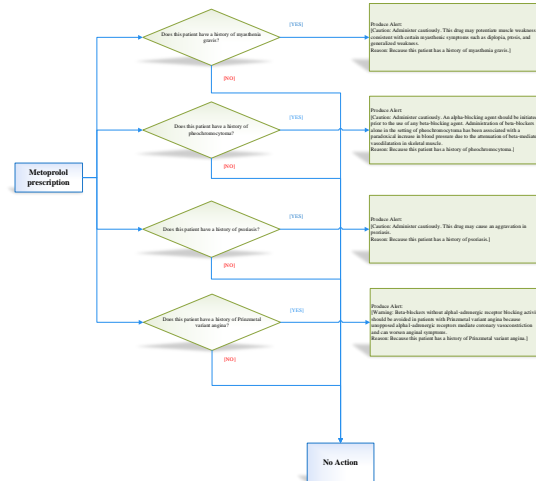 Does this patient have a history of myasthenia
gravis?
[YES]
[NO]
Produce Alert:
[Caution: Administer cautiously. This drug may potentiate muscle weakness
consistent with certain myasthenic symptoms such as diplopia, ptosis, and
generalized weakness.
Reason: Because this patient has a history of myasthenia gravis.]
Does this patient have a history of
pheochromocytoma?
[YES]
[NO]
Produce Alert:
[Caution: Administer cautiously. An alpha-blocking agent should be initiated
prior to the use of any beta-blocking agent. Administration of beta-blockers
alone in the setting of pheochromocytoma has been associated with a
paradoxical increase in blood pressure due to the attenuation of beta-mediated
vasodilatation in skeletal muscle.
Reason: Because this patient has a history of pheochromocytoma.]
Metoprolol
prescription
Does this patient have a history of psoriasis?
[YES]
[NO]
Produce Alert:
[Caution: Administer cautiously. This drug may cause an aggravation in
psoriasis.
Reason: Because this patient has a history of psoriasis.]
Does this patient have a history of Prinzmetal
variant angina?
[YES]
[NO]
Produce Alert:
[Warning: Beta-blockers without alpha1-adrenergic receptor blocking activity
should be avoided in patients with Prinzmetal variant angina because
unopposed alpha1-adrenergic receptors mediate coronary vasoconstriction
and can worsen anginal symptoms.
Reason: Because this patient has a history of Prinzmetal variant angina.]
No Action